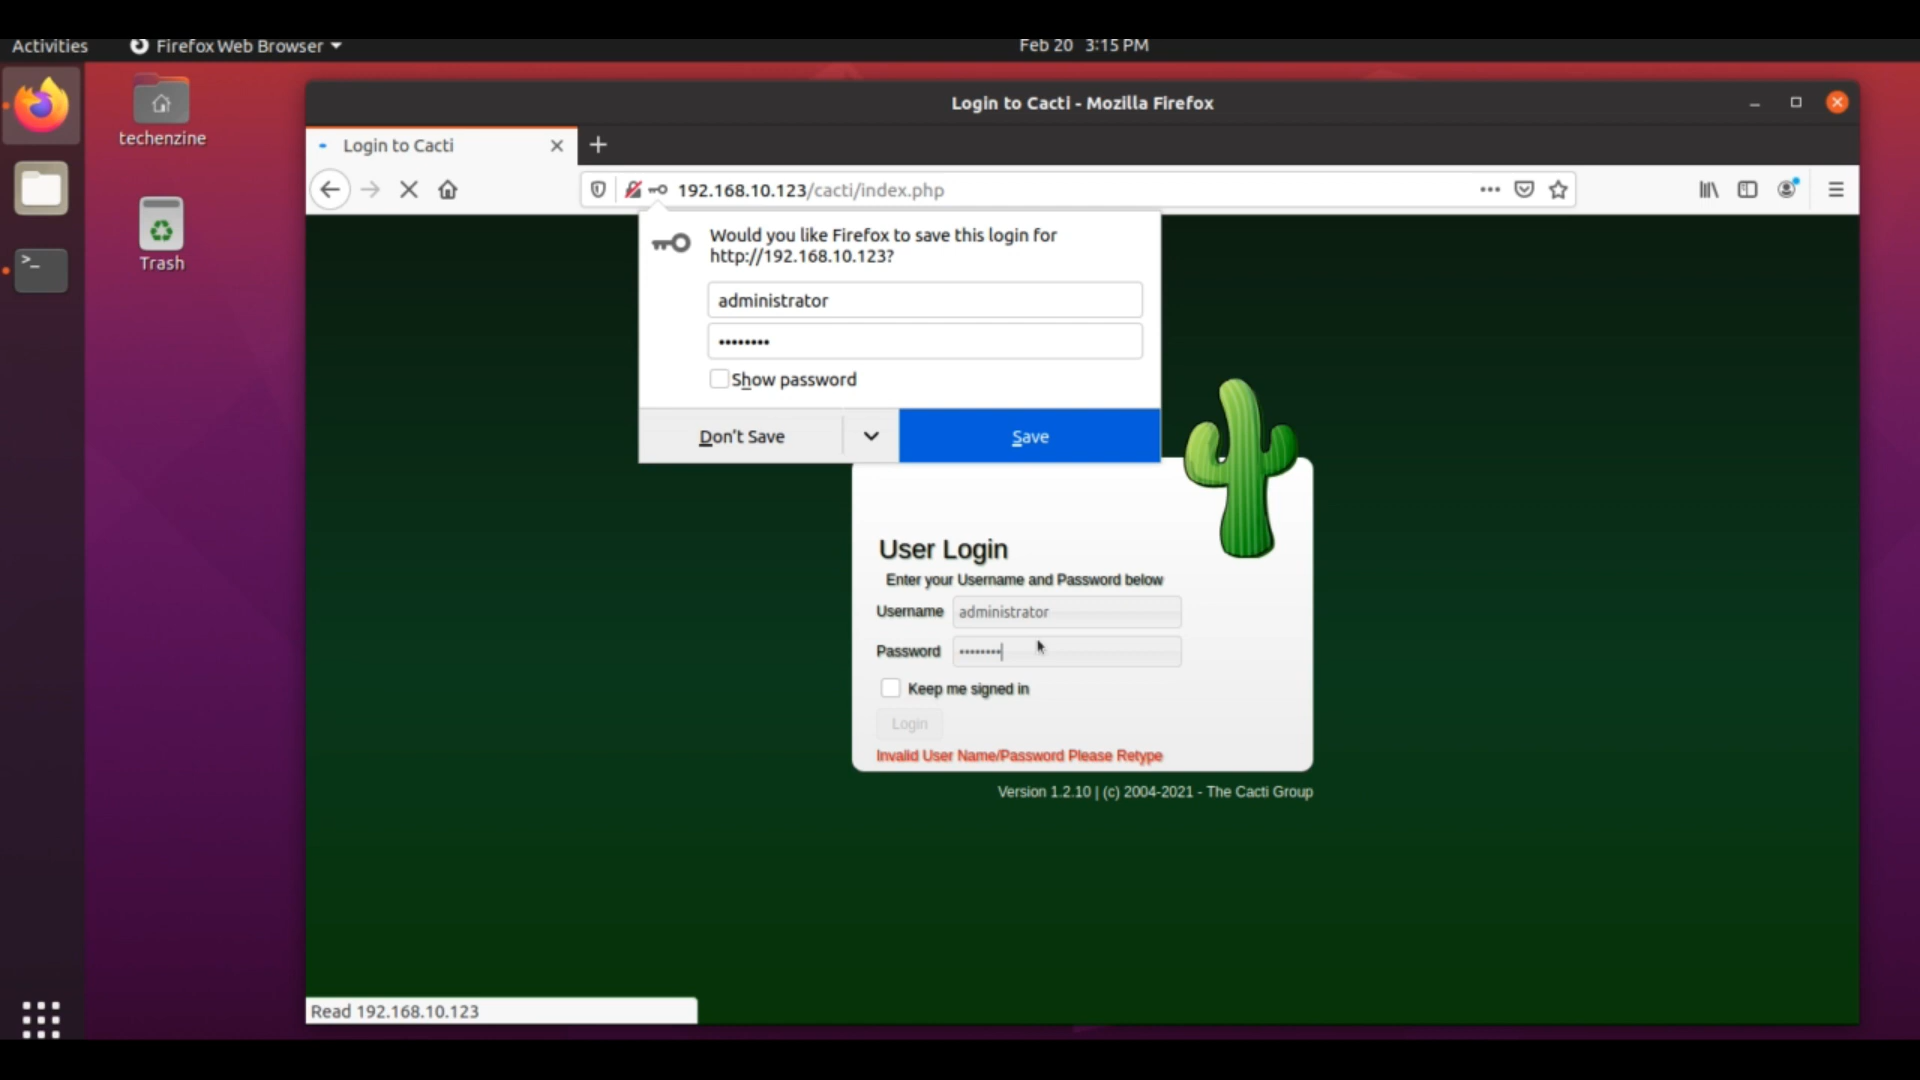 Activities
Firefox Web Browser
Feb 20 3:15 PM
techenzine
Trash
Login to Cacti - Mozilla Firefox
Login to Cacti
192.168.10.123/cacti/index.php
Would you like Firefox to save this login for
http://192.168.10.123?
administrator
••••••••
Show password
Don't Save
Save
User Login
Enter your Username and Password below
Username administrator
Password ••••••••
Keep me signed in
Login
Invalid User Name/Password Please Retype
Version 1.2.10 | (c) 2004-2021 - The Cacti Group
Read 192.168.10.123